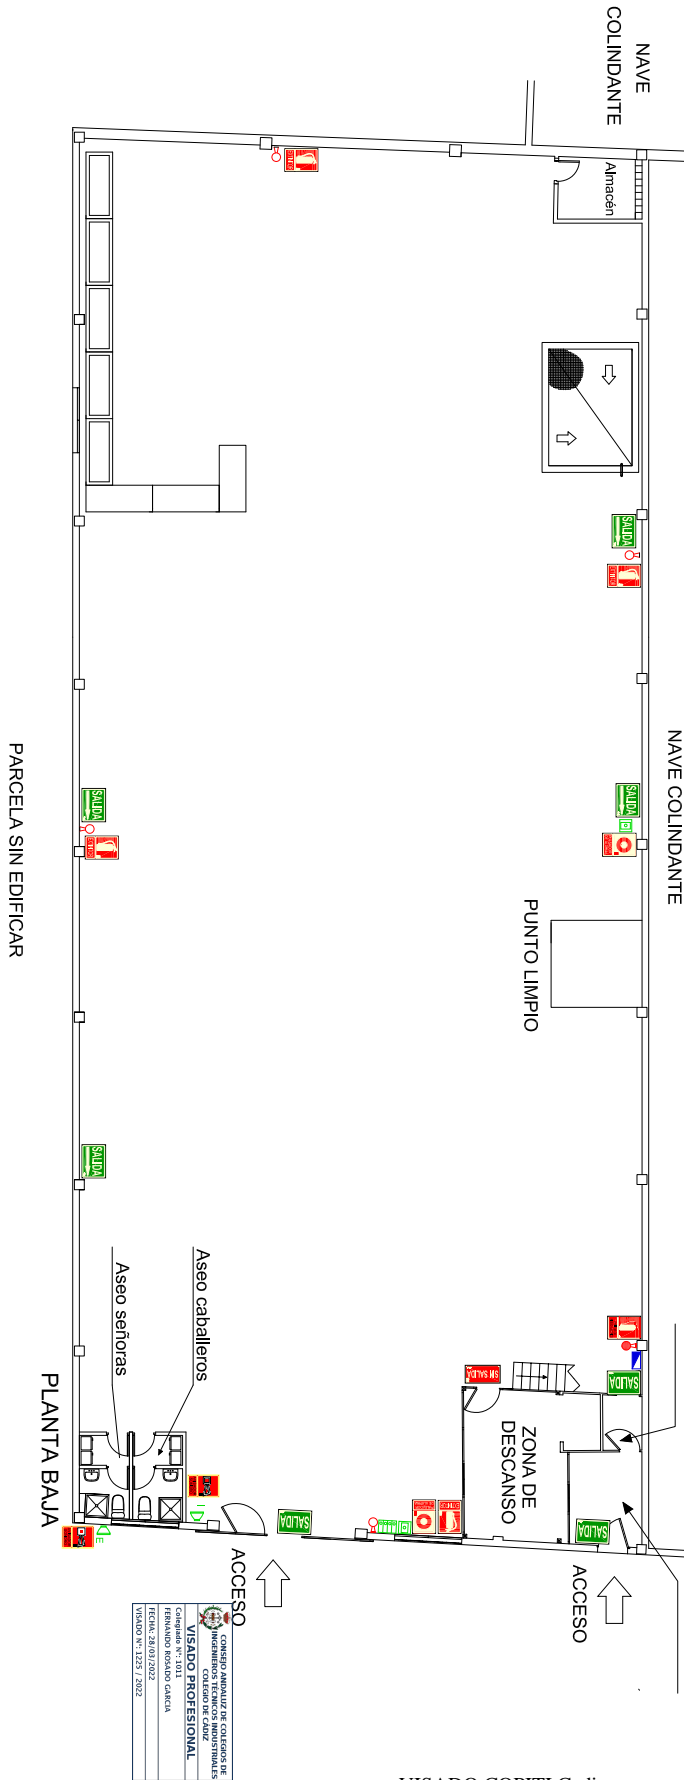 NAVE
COLINDANTE
Almacén
SALIDA
NAVE COLINDANTE
SALIDA
SALIDA
PARCELA SIN EDIFICAR
PUNTO LIMPIO
SALIDA
Aseo caballeros
Aseo señoras
SIN SALIDA
SALIDA
ZONA DE
DESCANSO
PLANTA BAJA
SALIDA
SALIDA
E
ACCESO
ACCESO
CONSEJO ANDALUZ DE COLEGIOS DE
INGENIEROS TÉCNICOS INDUSTRIALES
COLEGIO DE CÁDIZ
VISADO PROFESIONAL
Colegiado Nº: 1011
FERNANDO ROSADO GARCIA
FECHA: 28/03/2022
VISADO Nº: 1225 / 2022